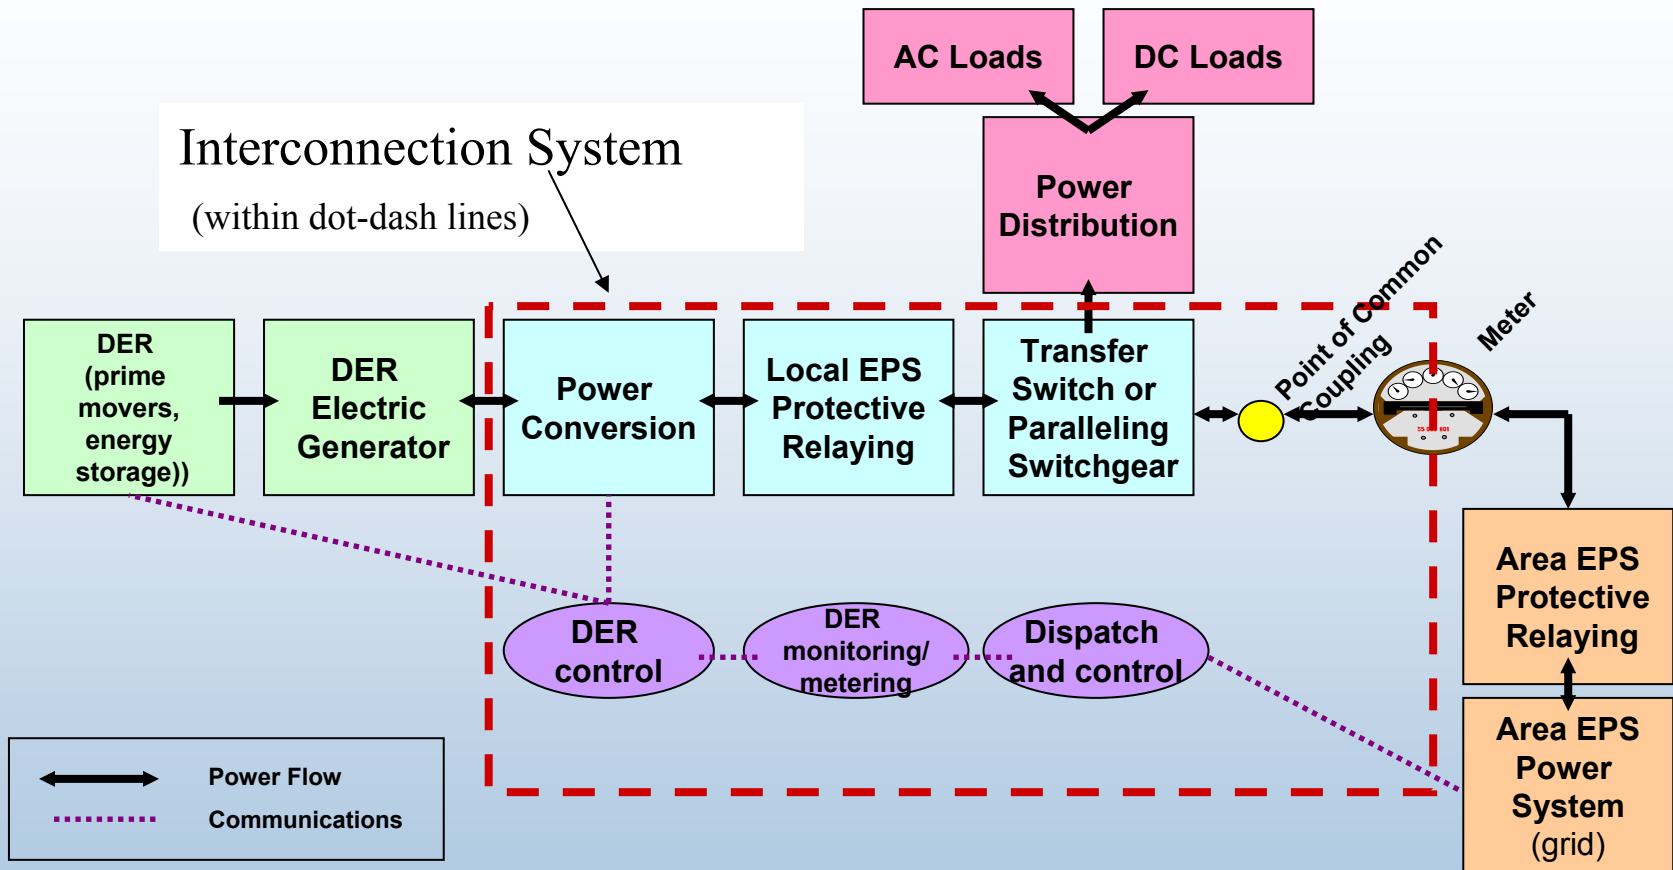 AC Loads
DC Loads
Interconnection System
(within dot-dash lines)
Power
Distribution
Point of Common
Coupling
Meter
DER
(prime
movers,
energy
storage))
DER
Electric
Generator
Power
Conversion
Local EPS
Protective
Relaying
Transfer
Switch or
Paralleling
Switchgear
Area EPS
Protective
Relaying
DER
control
DER
monitoring/
metering
Dispatch
and control
Area EPS
Power
System
(grid)
Power Flow
Communications